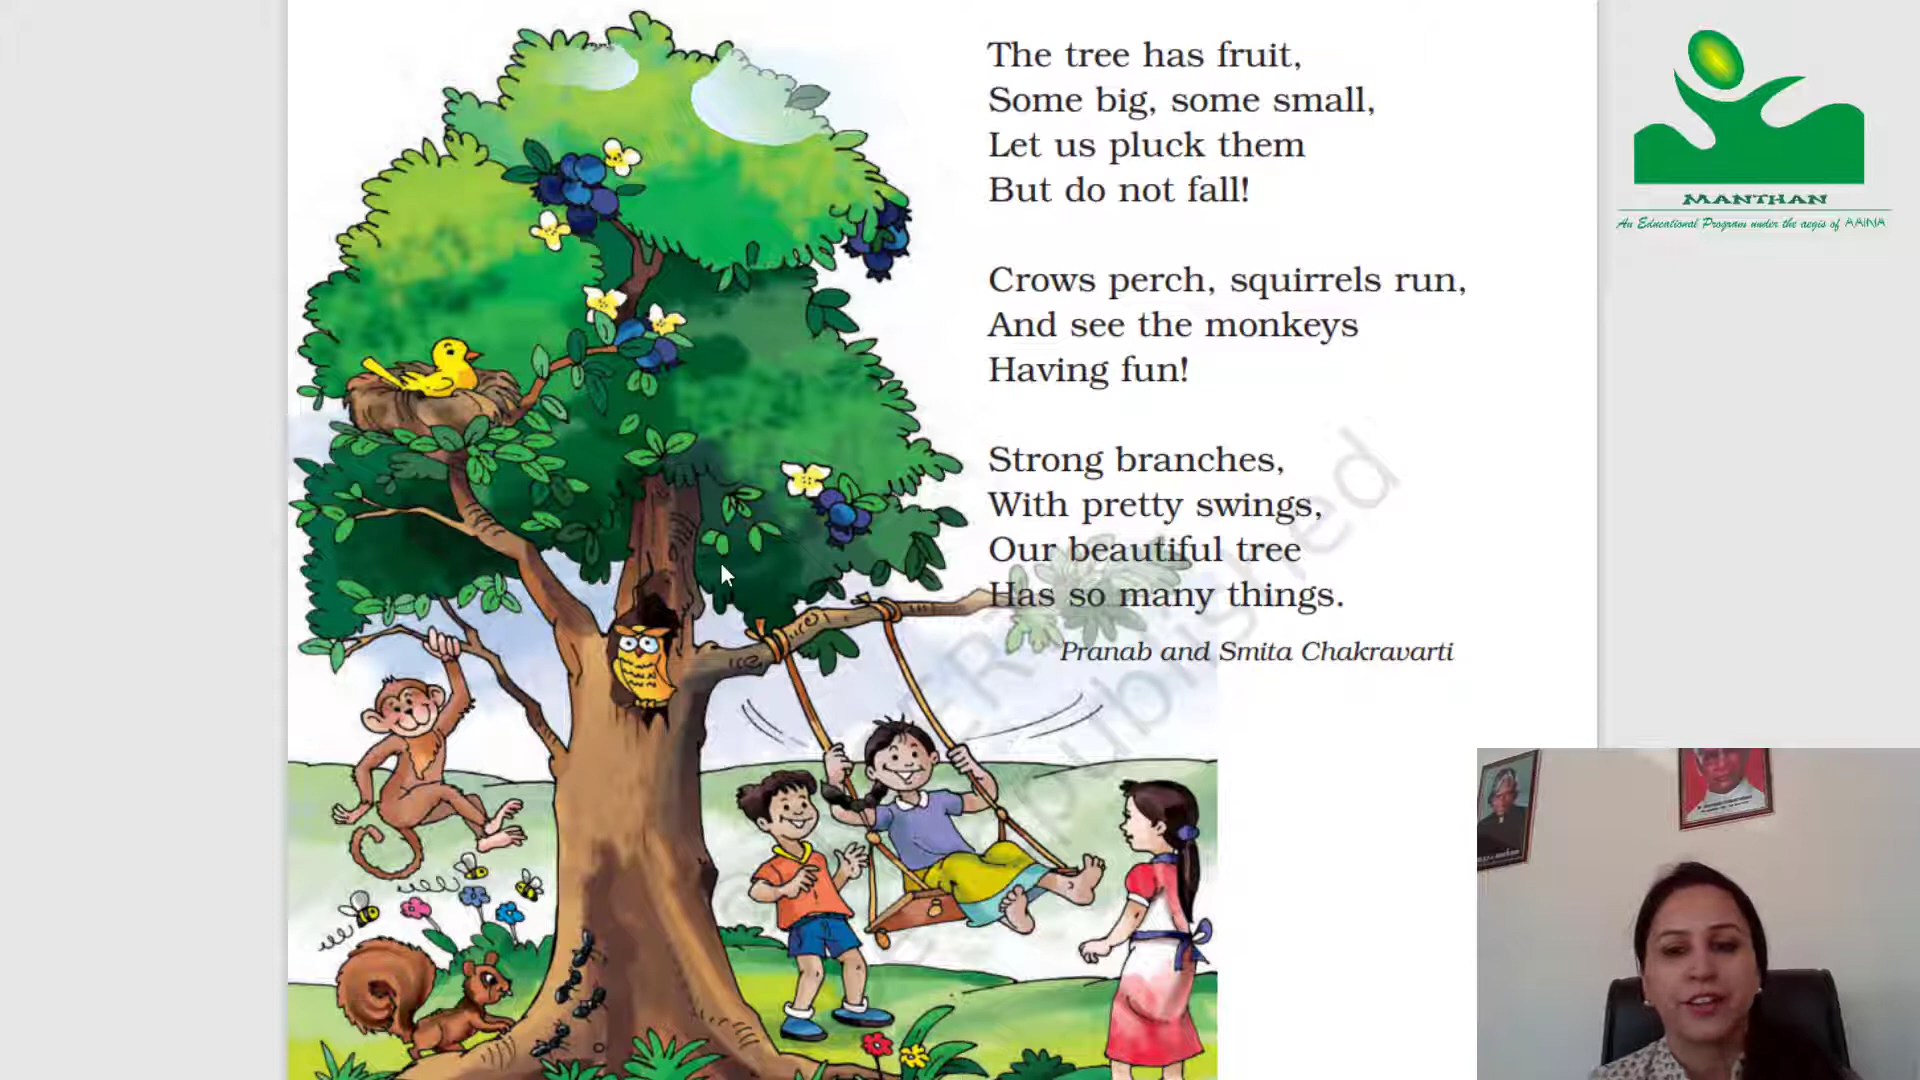 The tree has fruit,
Some big, some small,
Let us pluck them
But do not fall!
Crows perch, squirrels run,
And see the monkeys
Having fun!
Strong branches,
With pretty swings,
Our beautiful tree
Has so many things.
Pranab and Smita Chakravarti
MANTHAN
An Educational Program under the aegis of AAINA